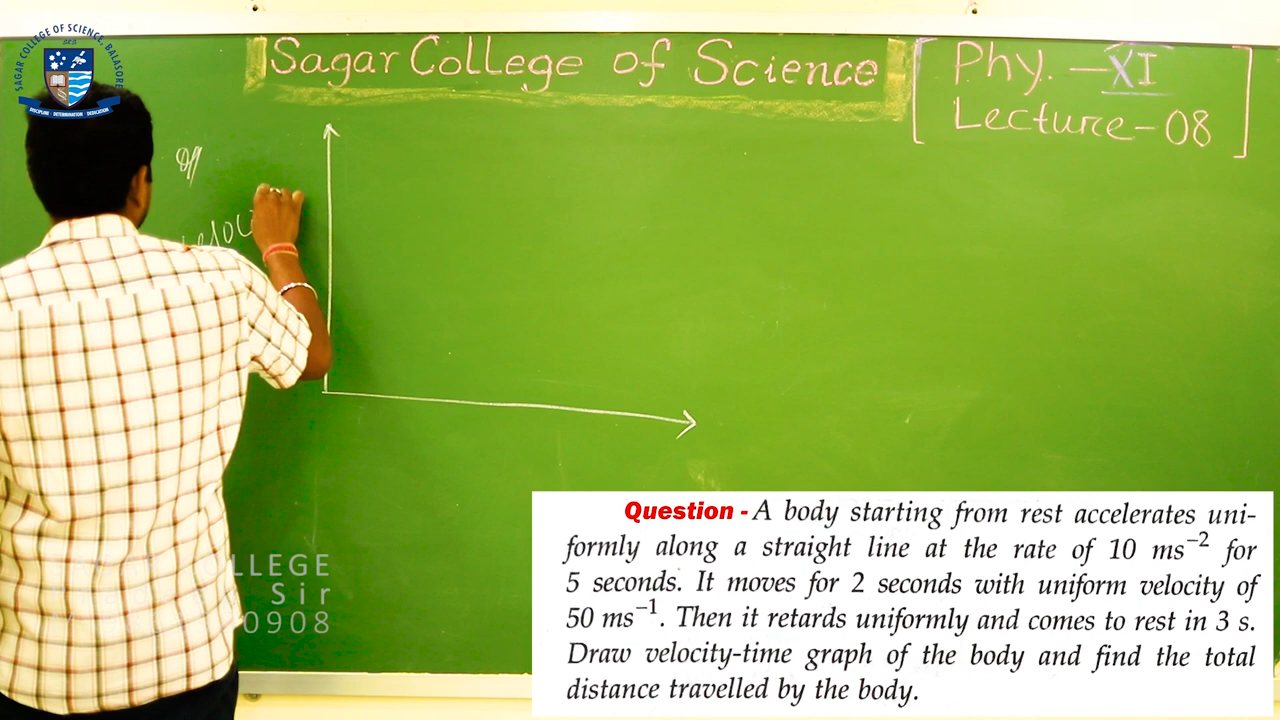 SAGAR COLLEGE OF SCIENCE, BALASORE
DISCIPLINE · DETERMINATION · DEDICATION
Sagar College of Science
Phy. - XI
Lecture - 08
LLEGE
Sir
0908
Question - A body starting from rest accelerates uni-
formly along a straight line at the rate of 10 ms⁻² for
5 seconds. It moves for 2 seconds with uniform velocity of
50 ms⁻¹. Then it retards uniformly and comes to rest in 3 s.
Draw velocity-time graph of the body and find the total
distance travelled by the body.